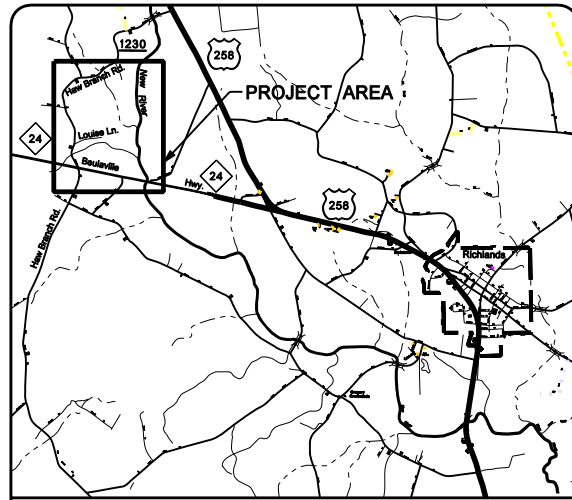 1230
258
Haw Branch Rd.
New River
PROJECT AREA
24
Louise Ln.
Beulaville
Hwy.
24
258
Haw Branch Rd.
Richlands